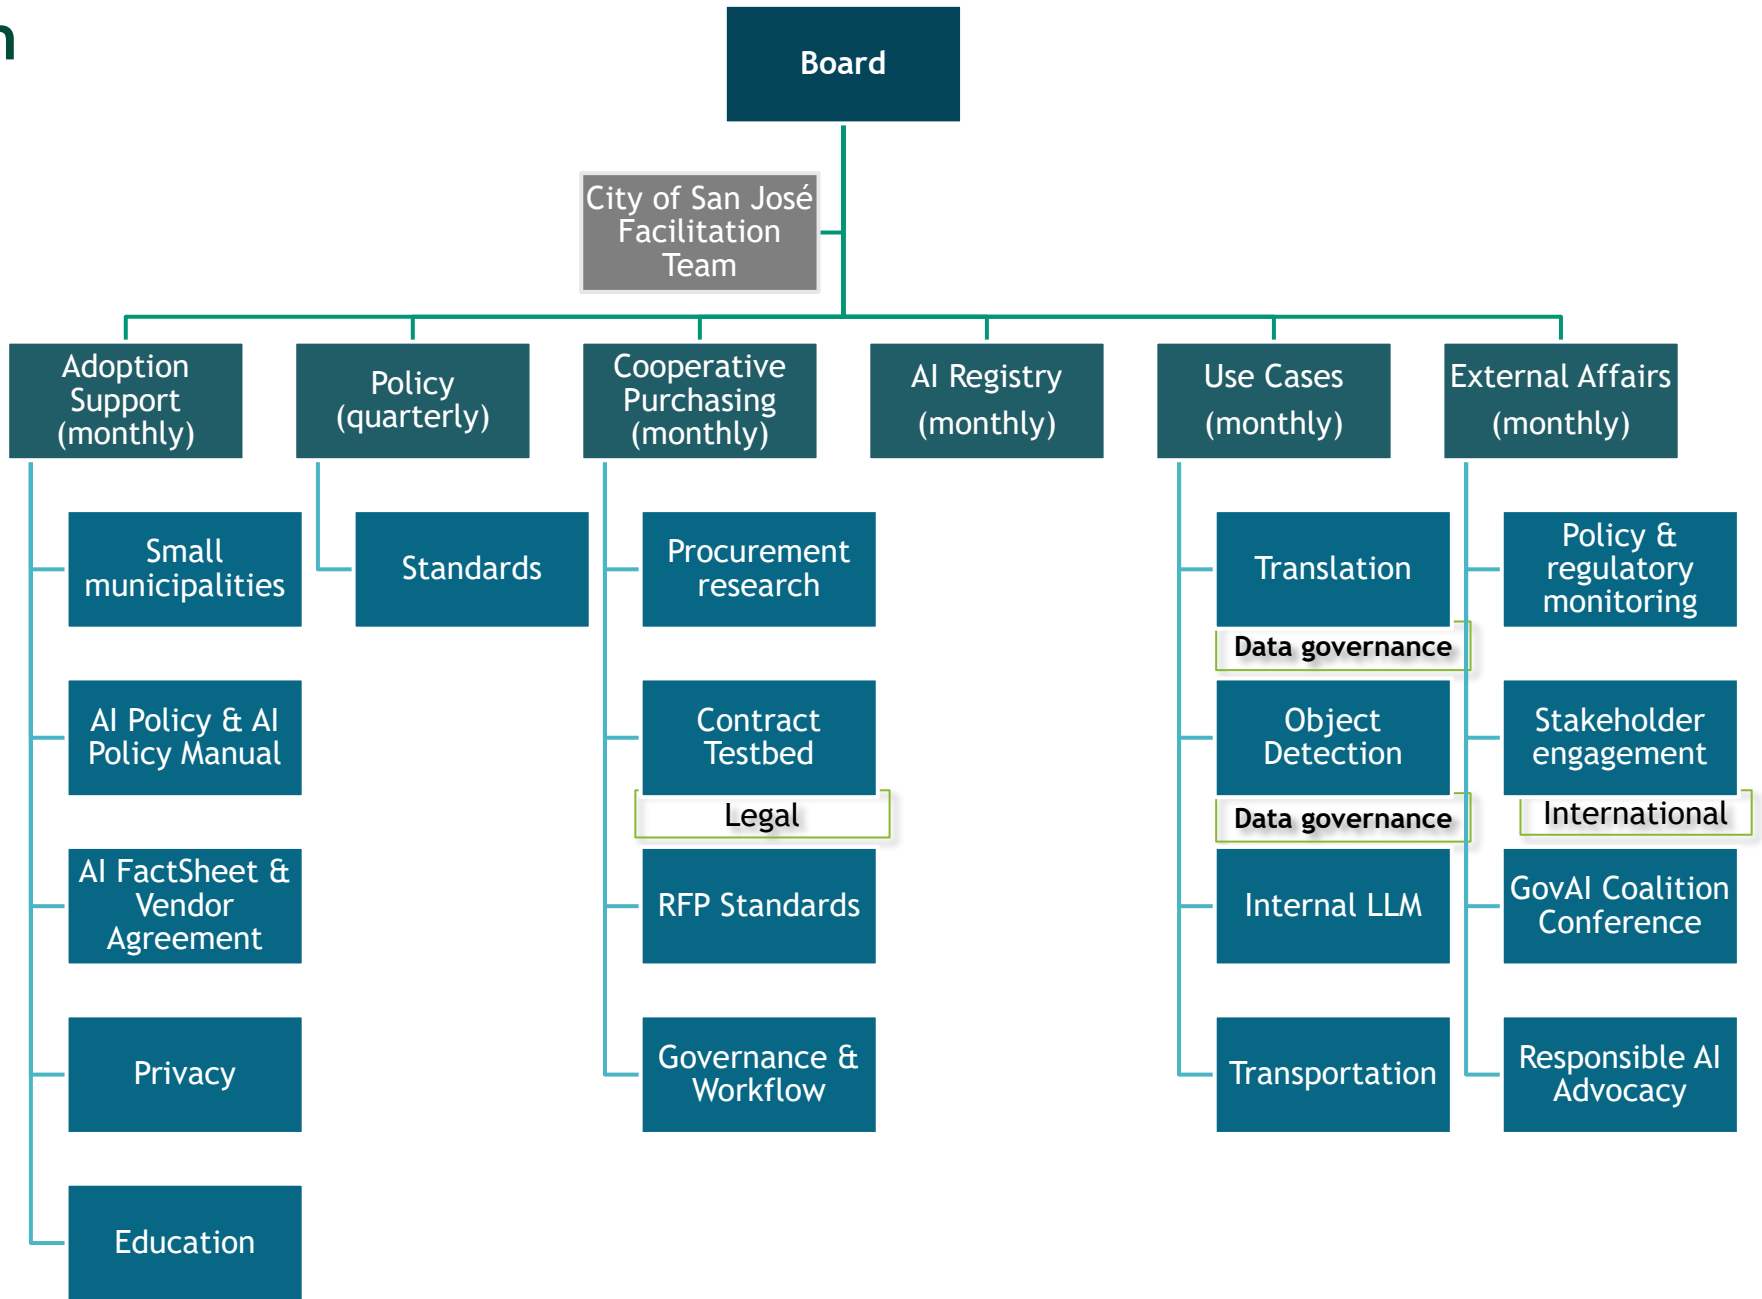 Board
City of San José
Facilitation
Team
Adoption
Support
(monthly)
Policy
(quarterly)
Cooperative
Purchasing
(monthly)
AI Registry
(monthly)
Use Cases
(monthly)
External Affairs
(monthly)
Small
municipalities
AI Policy & AI
Policy Manual
AI FactSheet &
Vendor
Agreement
Privacy
Education
Standards
Procurement
research
Contract
Testbed
Legal
RFP Standards
Governance &
Workflow
Translation
Data governance
Object
Detection
Data governance
Internal LLM
Transportation
Policy &
regulatory
monitoring
Stakeholder
engagement
International
GovAI Coalition
Conference
Responsible AI
Advocacy